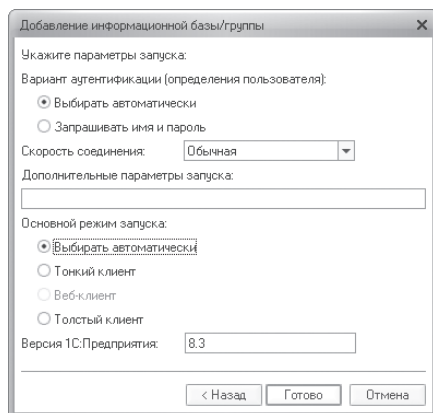 Добавление информационной базы/группы
Укажите параметры запуска:
Вариант аутентификации (определения пользователя):
Выбирать автоматически
Запрашивать имя и пароль
Скорость соединения: Обычная
Дополнительные параметры запуска:
Основной режим запуска:
Выбирать автоматически
Тонкий клиент
Веб-клиент
Толстый клиент
Версия 1С:Предприятия: 8.3
< Назад Готово Отмена